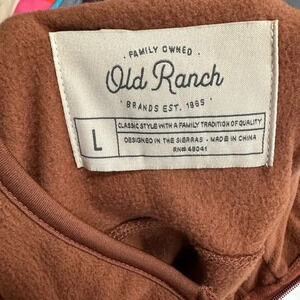 · FAMILY OWNED ·
Old Ranch
· BRANDS EST. 1865 ·
L
CLASSIC STYLE WITH A FAMILY TRADITION OF QUALITY
DESIGNED IN THE SIERRAS - MADE IN CHINA
RN# 48041